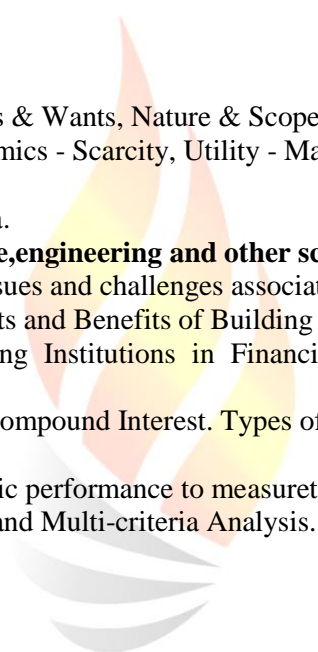 s & Wants, Nature & Scope
mics - Scarcity, Utility - Ma
.
e,engineering and other sc
sues and challenges associat
ts and Benefits of Building
ng Institutions in Financi
ompound Interest. Types of
ic performance to measuret
and Multi-criteria Analysis.